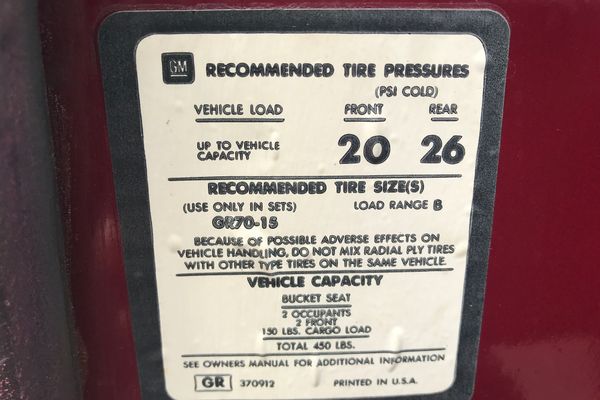 GM RECOMMENDED TIRE PRESSURES
(PSI COLD)
VEHICLE LOAD FRONT REAR
UP TO VEHICLE CAPACITY 20 26
RECOMMENDED TIRE SIZE(S)
(USE ONLY IN SETS) LOAD RANGE B
GR70-15
BECAUSE OF POSSIBLE ADVERSE EFFECTS ON
VEHICLE HANDLING, DO NOT MIX RADIAL PLY TIRES
WITH OTHER TYPE TIRES ON THE SAME VEHICLE.
VEHICLE CAPACITY
BUCKET SEAT
2 OCCUPANTS
2 FRONT
150 LBS. CARGO LOAD
TOTAL 450 LBS.
SEE OWNERS MANUAL FOR ADDITIONAL INFORMATION
GR 370912 PRINTED IN U.S.A.